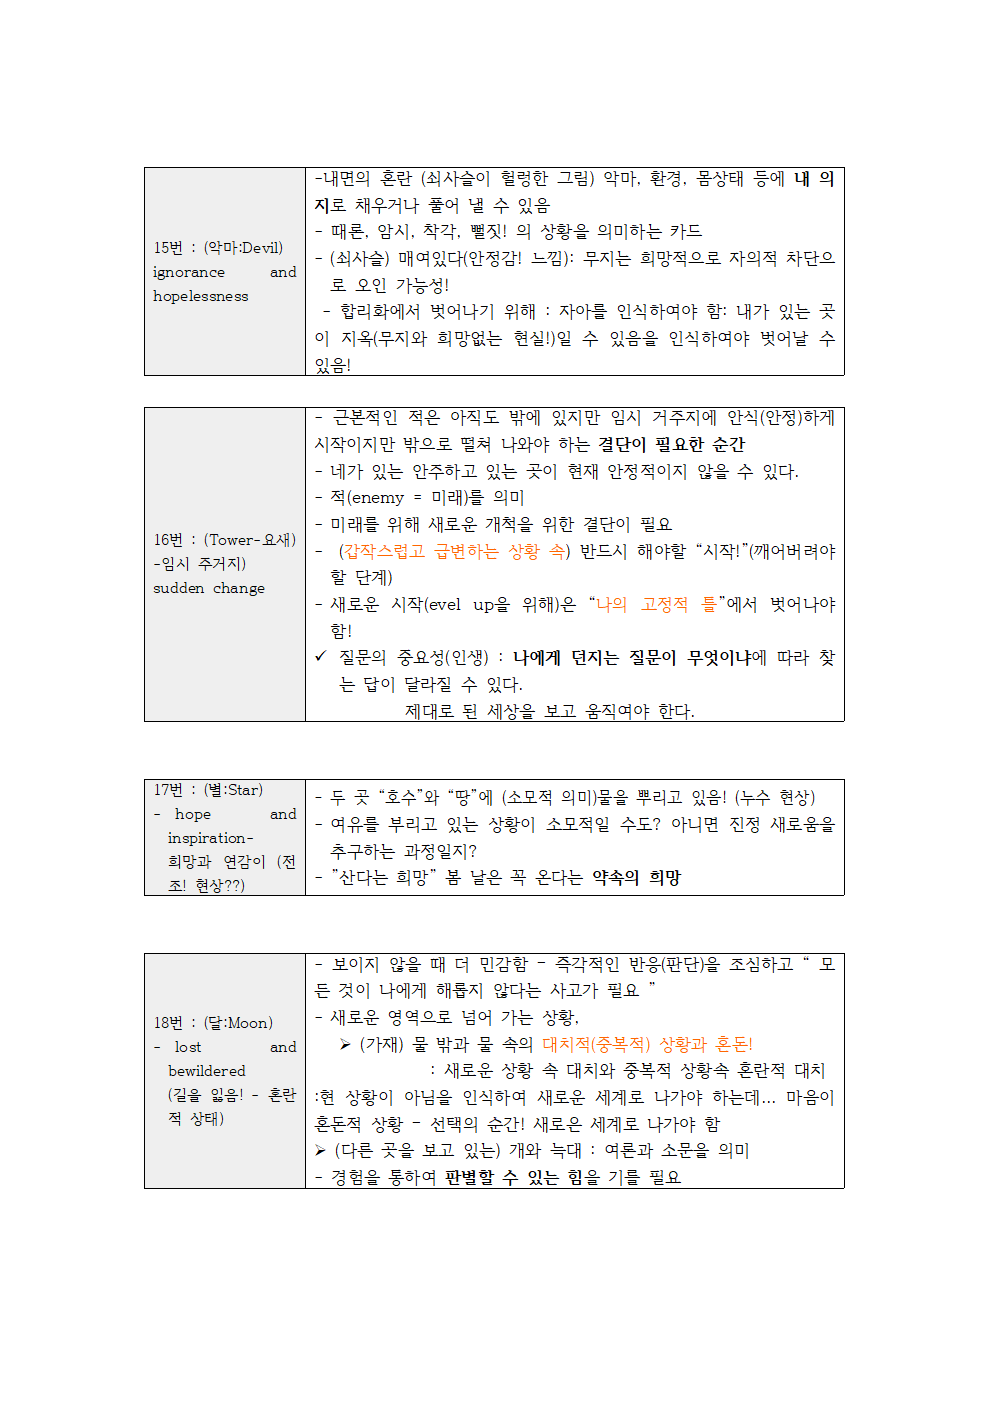 15번 : (악마:Devil)
ignorance and
hopelessness
-내면의 혼란 (쇠사슬이 헐렁한 그림) 악마, 환경, 몸상태 등에 내 의
지로 채우거나 풀어 낼 수 있음
- 때론, 암시, 착각, 뻘짓! 의 상황을 의미하는 카드
- (쇠사슬) 매여있다(안정감! 느낌): 무지는 희망적으로 자의적 차단으
로 오인 가능성!
- 합리화에서 벗어나기 위해 : 자아를 인식하여야 함: 내가 있는 곳
이 지옥(무지와 희망없는 현실!)일 수 있음을 인식하여야 벗어날 수
있음!
16번 : (Tower-요새)
-임시 주거지)
sudden change
- 근본적인 적은 아직도 밖에 있지만 임시 거주지에 안식(안정)하게
시작이지만 밖으로 떨쳐 나와야 하는 결단이 필요한 순간
- 네가 있는 안주하고 있는 곳이 현재 안정적이지 않을 수 있다.
- 적(enemy = 미래)를 의미
- 미래를 위해 새로운 개척을 위한 결단이 필요
- (갑작스럽고 급변하는 상황 속) 반드시 해야할 “시작!”(깨어버려야
할 단계)
- 새로운 시작(evel up을 위해)은 “나의 고정적 틀”에서 벗어나야
함!
✓ 질문의 중요성(인생) : 나에게 던지는 질문이 무엇이냐에 따라 찾
는 답이 달라질 수 있다.
제대로 된 세상을 보고 움직여야 한다.
17번 : (별:Star)
- hope and
inspiration-
희망과 연감이 (전
조! 현상??)
- 두 곳 “호수”와 “땅”에 (소모적 의미)물을 뿌리고 있음! (누수 현상)
- 여유를 부리고 있는 상황이 소모적일 수도? 아니면 진정 새로움을
추구하는 과정일지?
- ”산다는 희망” 봄 날은 꼭 온다는 약속의 희망
18번 : (달:Moon)
- lost and
bewildered
(길을 잃음! - 혼란
적 상태)
- 보이지 않을 때 더 민감함 - 즉각적인 반응(판단)을 조심하고 “ 모
든 것이 나에게 해롭지 않다는 사고가 필요 ”
- 새로운 영역으로 넘어 가는 상황,
➢ (가재) 물 밖과 물 속의 대치적(중복적) 상황과 혼돈!
: 새로운 상황 속 대치와 중복적 상황속 혼란적 대치
:현 상황이 아님을 인식하여 새로운 세계로 나가야 하는데... 마음이
혼돈적 상황 - 선택의 순간! 새로은 세계로 나가야 함
➢ (다른 곳을 보고 있는) 개와 늑대 : 여론과 소문을 의미
- 경험을 통하여 판별할 수 있는 힘을 기를 필요